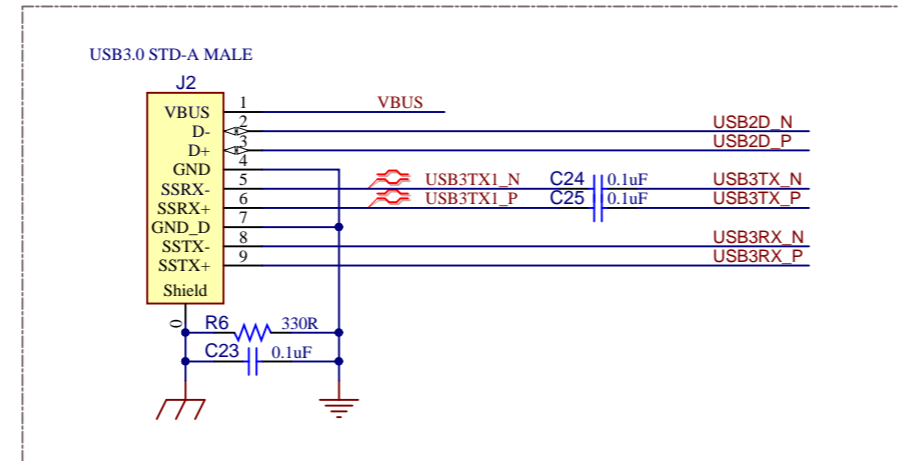 USB3.0 STD-A MALE
J2
VBUS 1 VBUS
D- 2 USB2D_N
D+ 3 USB2D_P
GND 4
SSRX- 5 USB3TX1_N C24 0.1uF USB3TX_N
SSRX+ 6 USB3TX1_P C25 0.1uF USB3TX_P
GND_D 7
SSTX- 8 USB3RX_N
SSTX+ 9 USB3RX_P
Shield
0 R6 330R
C23 0.1uF